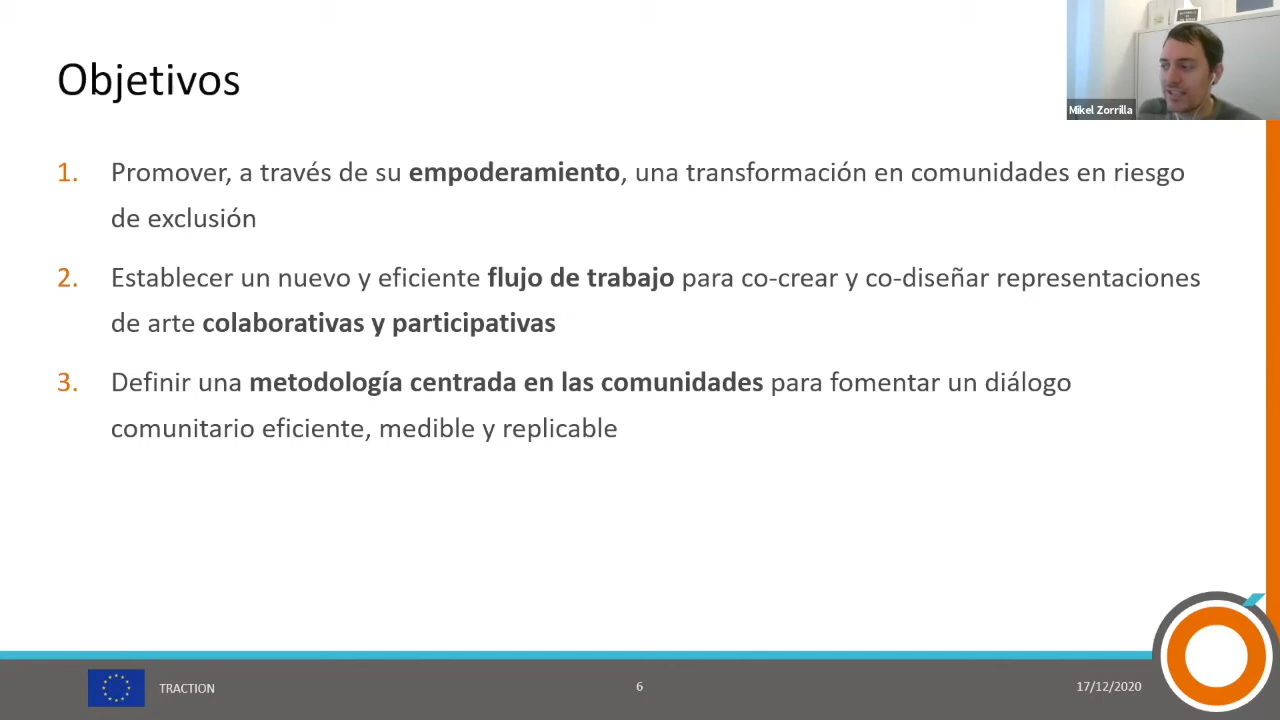 Objetivos
Mikel Zorrilla
1. Promover, a través de su empoderamiento, una transformación en comunidades en riesgo
de exclusión
2. Establecer un nuevo y eficiente flujo de trabajo para co-crear y co-diseñar representaciones
de arte colaborativas y participativas
3. Definir una metodología centrada en las comunidades para fomentar un diálogo
comunitario eficiente, medible y replicable
TRACTION
6
17/12/2020